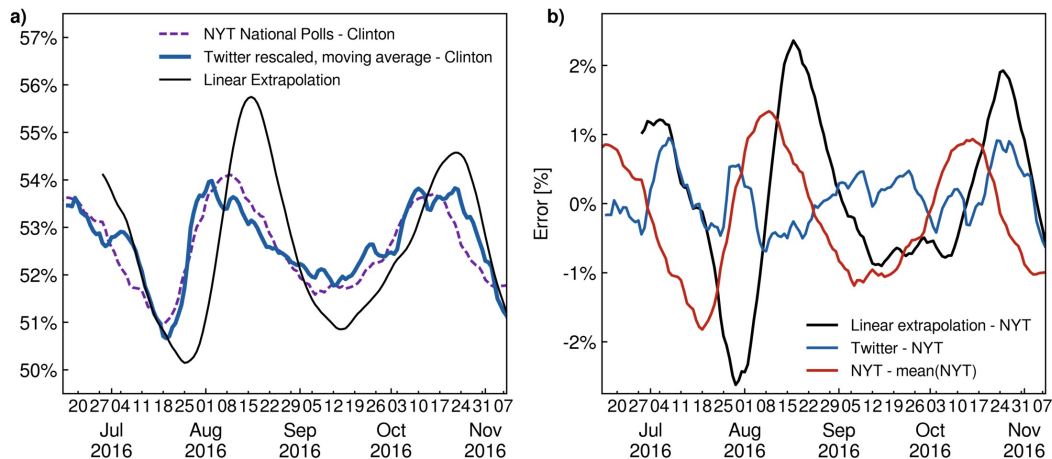 a)
57%
56%
55%
54%
53%
52%
51%
50%
NYT National Polls - Clinton
Twitter rescaled, moving average - Clinton
Linear Extrapolation
20 27 04 11 18 25 01 08 15 22 29 05 12 19 26 03 10 17 24 31 07
Jul Aug Sep Oct Nov
2016 2016 2016 2016 2016
b)
Error [%]
2%
1%
0%
-1%
-2%
Linear extrapolation - NYT
Twitter - NYT
NYT - mean(NYT)
20 27 04 11 18 25 01 08 15 22 29 05 12 19 26 03 10 17 24 31 07
Jul Aug Sep Oct Nov
2016 2016 2016 2016 2016